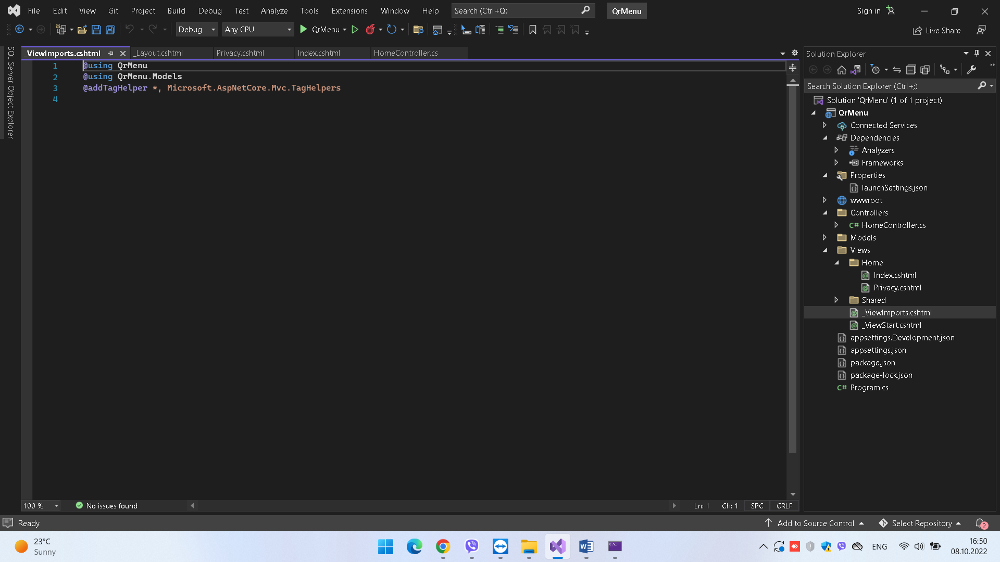 File Edit View Git Project Build Debug Test Analyze Tools Extensions Window Help Search (Ctrl+Q) QrMenu Sign in
Debug Any CPU QrMenu Live Share
SQL Server Object Explorer
_ViewImports.cshtml _Layout.cshtml Privacy.cshtml Index.cshtml HomeController.cs
1 @using QrMenu
2 @using QrMenu.Models
3 @addTagHelper *, Microsoft.AspNetCore.Mvc.TagHelpers
4
100 % No issues found Ln: 1 Ch: 1 SPC CRLF
Solution Explorer
Search Solution Explorer (Ctrl+;)
Solution 'QrMenu' (1 of 1 project)
QrMenu
Connected Services
Dependencies
Analyzers
Frameworks
Properties
launchSettings.json
wwwroot
Controllers
C# HomeController.cs
Models
Views
Home
Index.cshtml
Privacy.cshtml
Shared
_ViewImports.cshtml
_ViewStart.cshtml
appsettings.Development.json
appsettings.json
package.json
package-lock.json
C# Program.cs
Ready Add to Source Control Select Repository 2
23°C
Sunny
ENG
16:50
08.10.2022